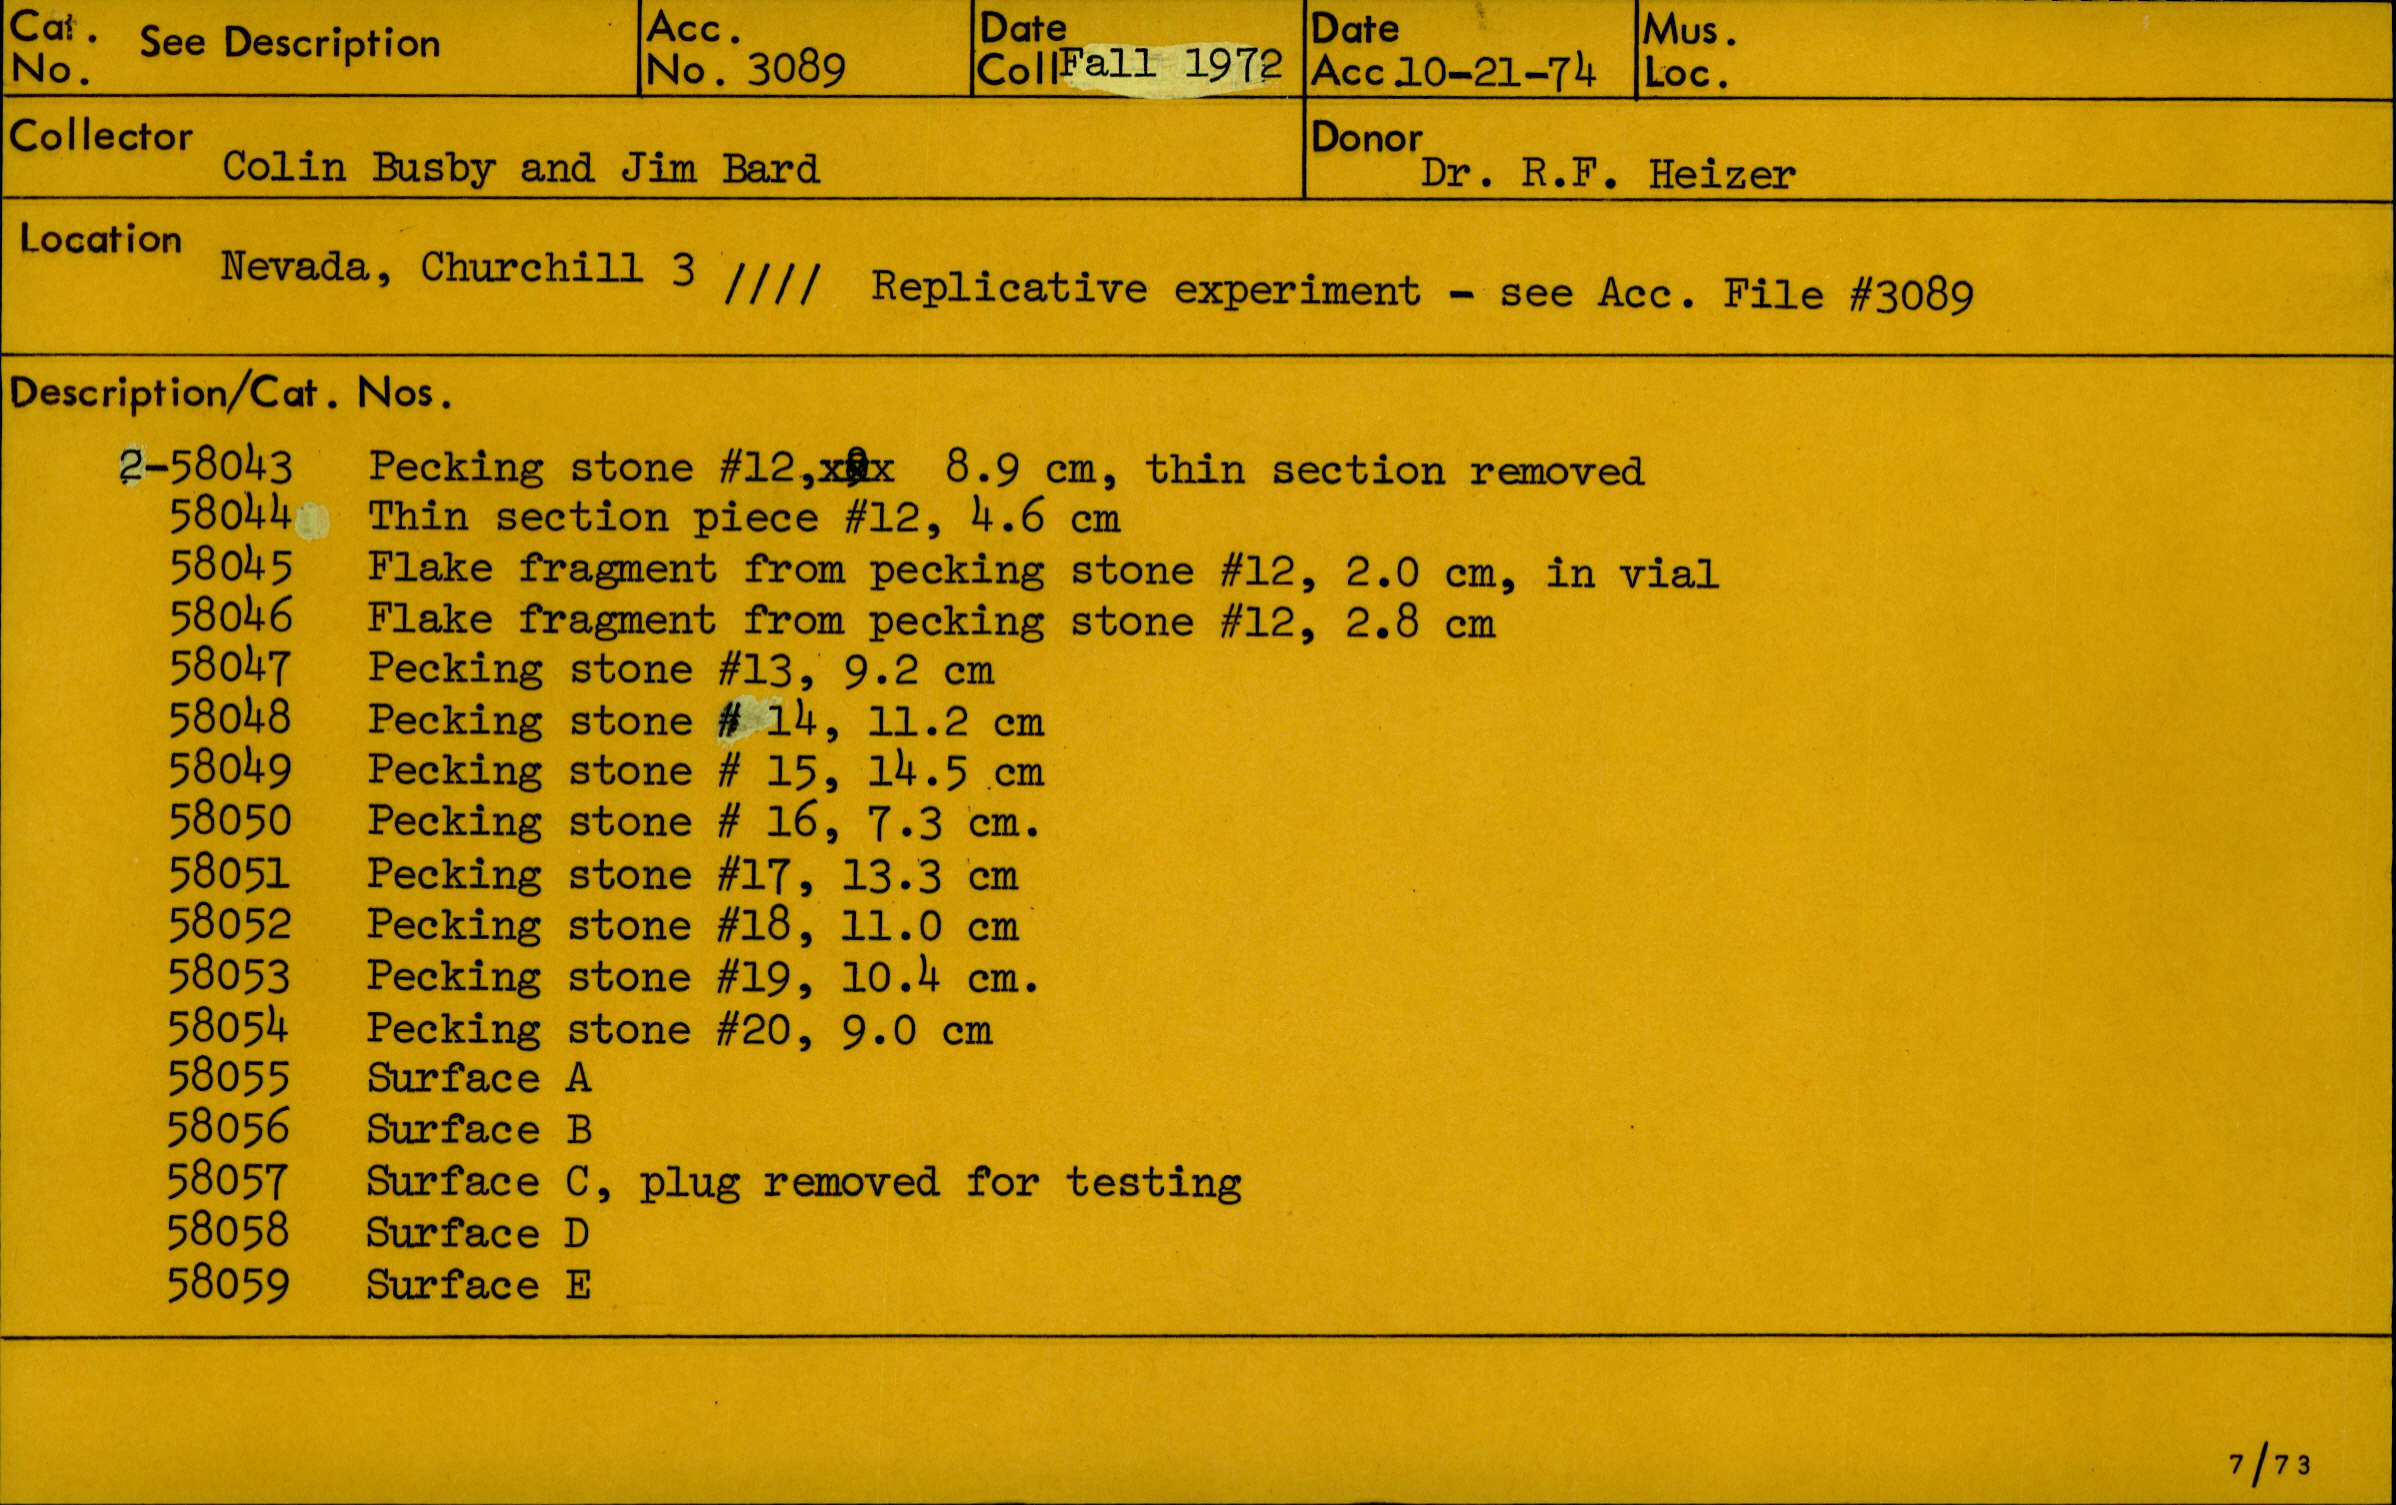 Cat. No. See Description Acc. No. 3089 Date Coll Fall 1972 Date Acc. 10-21-74 Mus. Loc.
Collector Colin Busby and Jim Bard Donor Dr. R.F. Heizer
Location Nevada, Churchill 3 //// Replicative experiment - see Acc. File #3089
Description/Cat. Nos.
2-58043 Pecking stone #12, 8.9 cm, thin section removed
58044 Thin section piece #12, 4.6 cm
58045 Flake fragment from pecking stone #12, 2.0 cm, in vial
58046 Flake fragment from pecking stone #12, 2.8 cm
58047 Pecking stone #13, 9.2 cm
58048 Pecking stone # 14, 11.2 cm
58049 Pecking stone # 15, 14.5 cm
58050 Pecking stone # 16, 7.3 cm.
58051 Pecking stone #17, 13.3 cm
58052 Pecking stone #18, 11.0 cm
58053 Pecking stone #19, 10.4 cm.
58054 Pecking stone #20, 9.0 cm
58055 Surface A
58056 Surface B
58057 Surface C, plug removed for testing
58058 Surface D
58059 Surface E
7/73